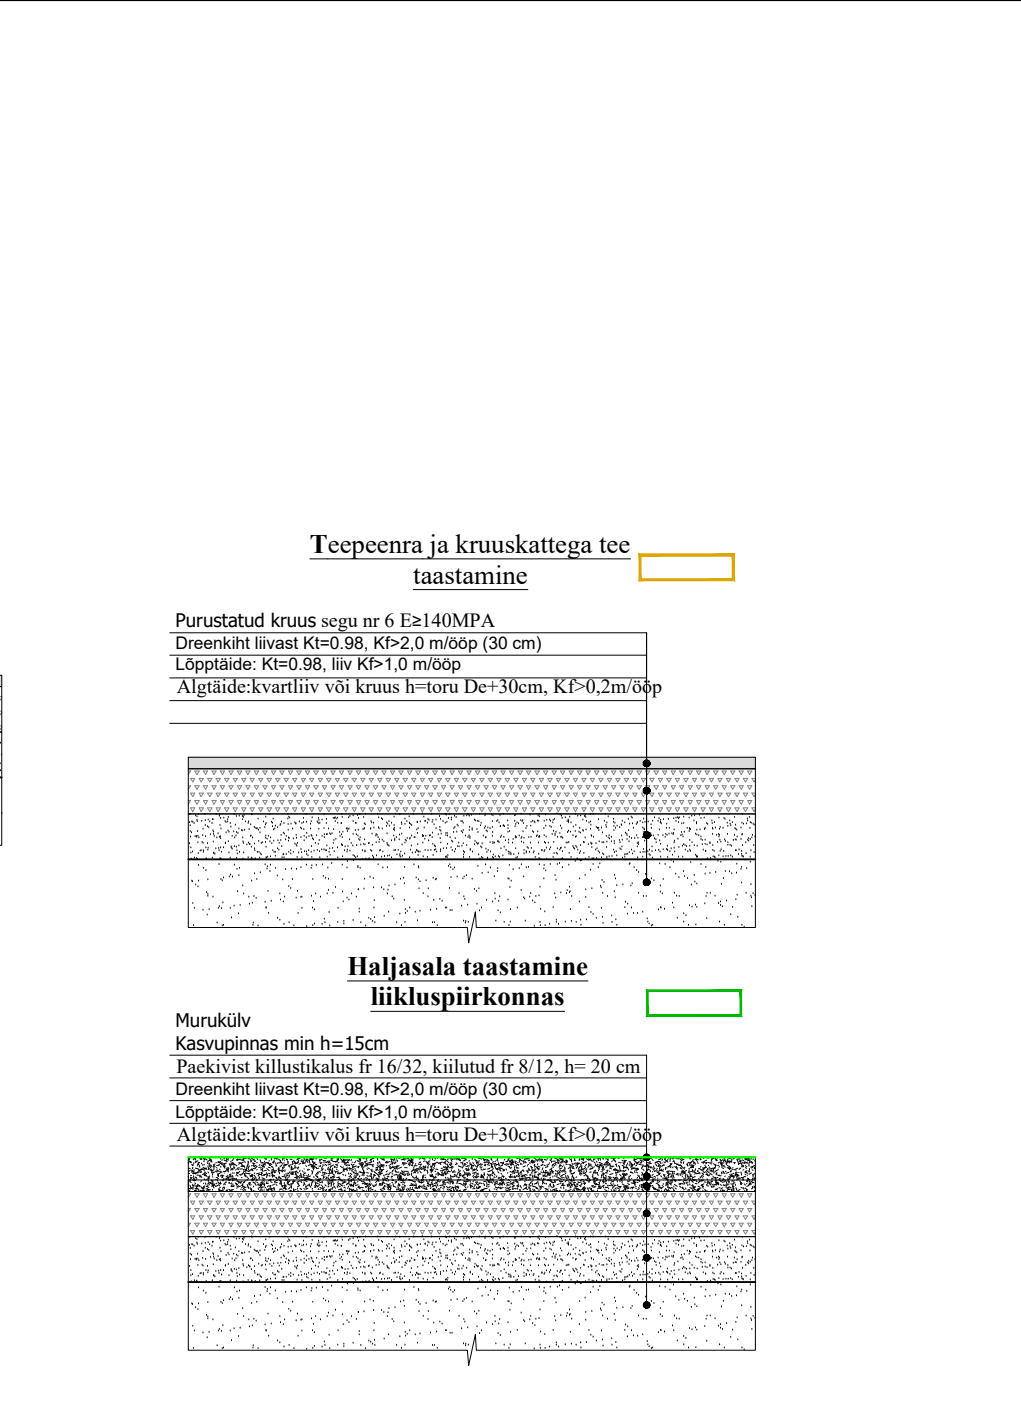 Teepeenra ja kruuskattega tee
taastamine
Purustatud kruus segu nr 6 E≥140MPA
Dreenkiht liivast Kt=0.98, Kf>2,0 m/ööp (30 cm)
Lõpptäide: Kt=0.98, liiv Kf>1,0 m/ööp
Algtäide:kvartliiv või kruus h=toru De+30cm, Kf>0,2m/ööp
Haljasala taastamine
liikluspiirkonnas
Murukülv
Kasvupinnas min h=15cm
Paekivist killustikalus fr 16/32, kiilutud fr 8/12, h= 20 cm
Dreenkiht liivast Kt=0.98, Kf>2,0 m/ööp (30 cm)
Lõpptäide: Kt=0.98, liiv Kf>1,0 m/ööpm
Algtäide:kvartliiv või kruus h=toru De+30cm, Kf>0,2m/ööp